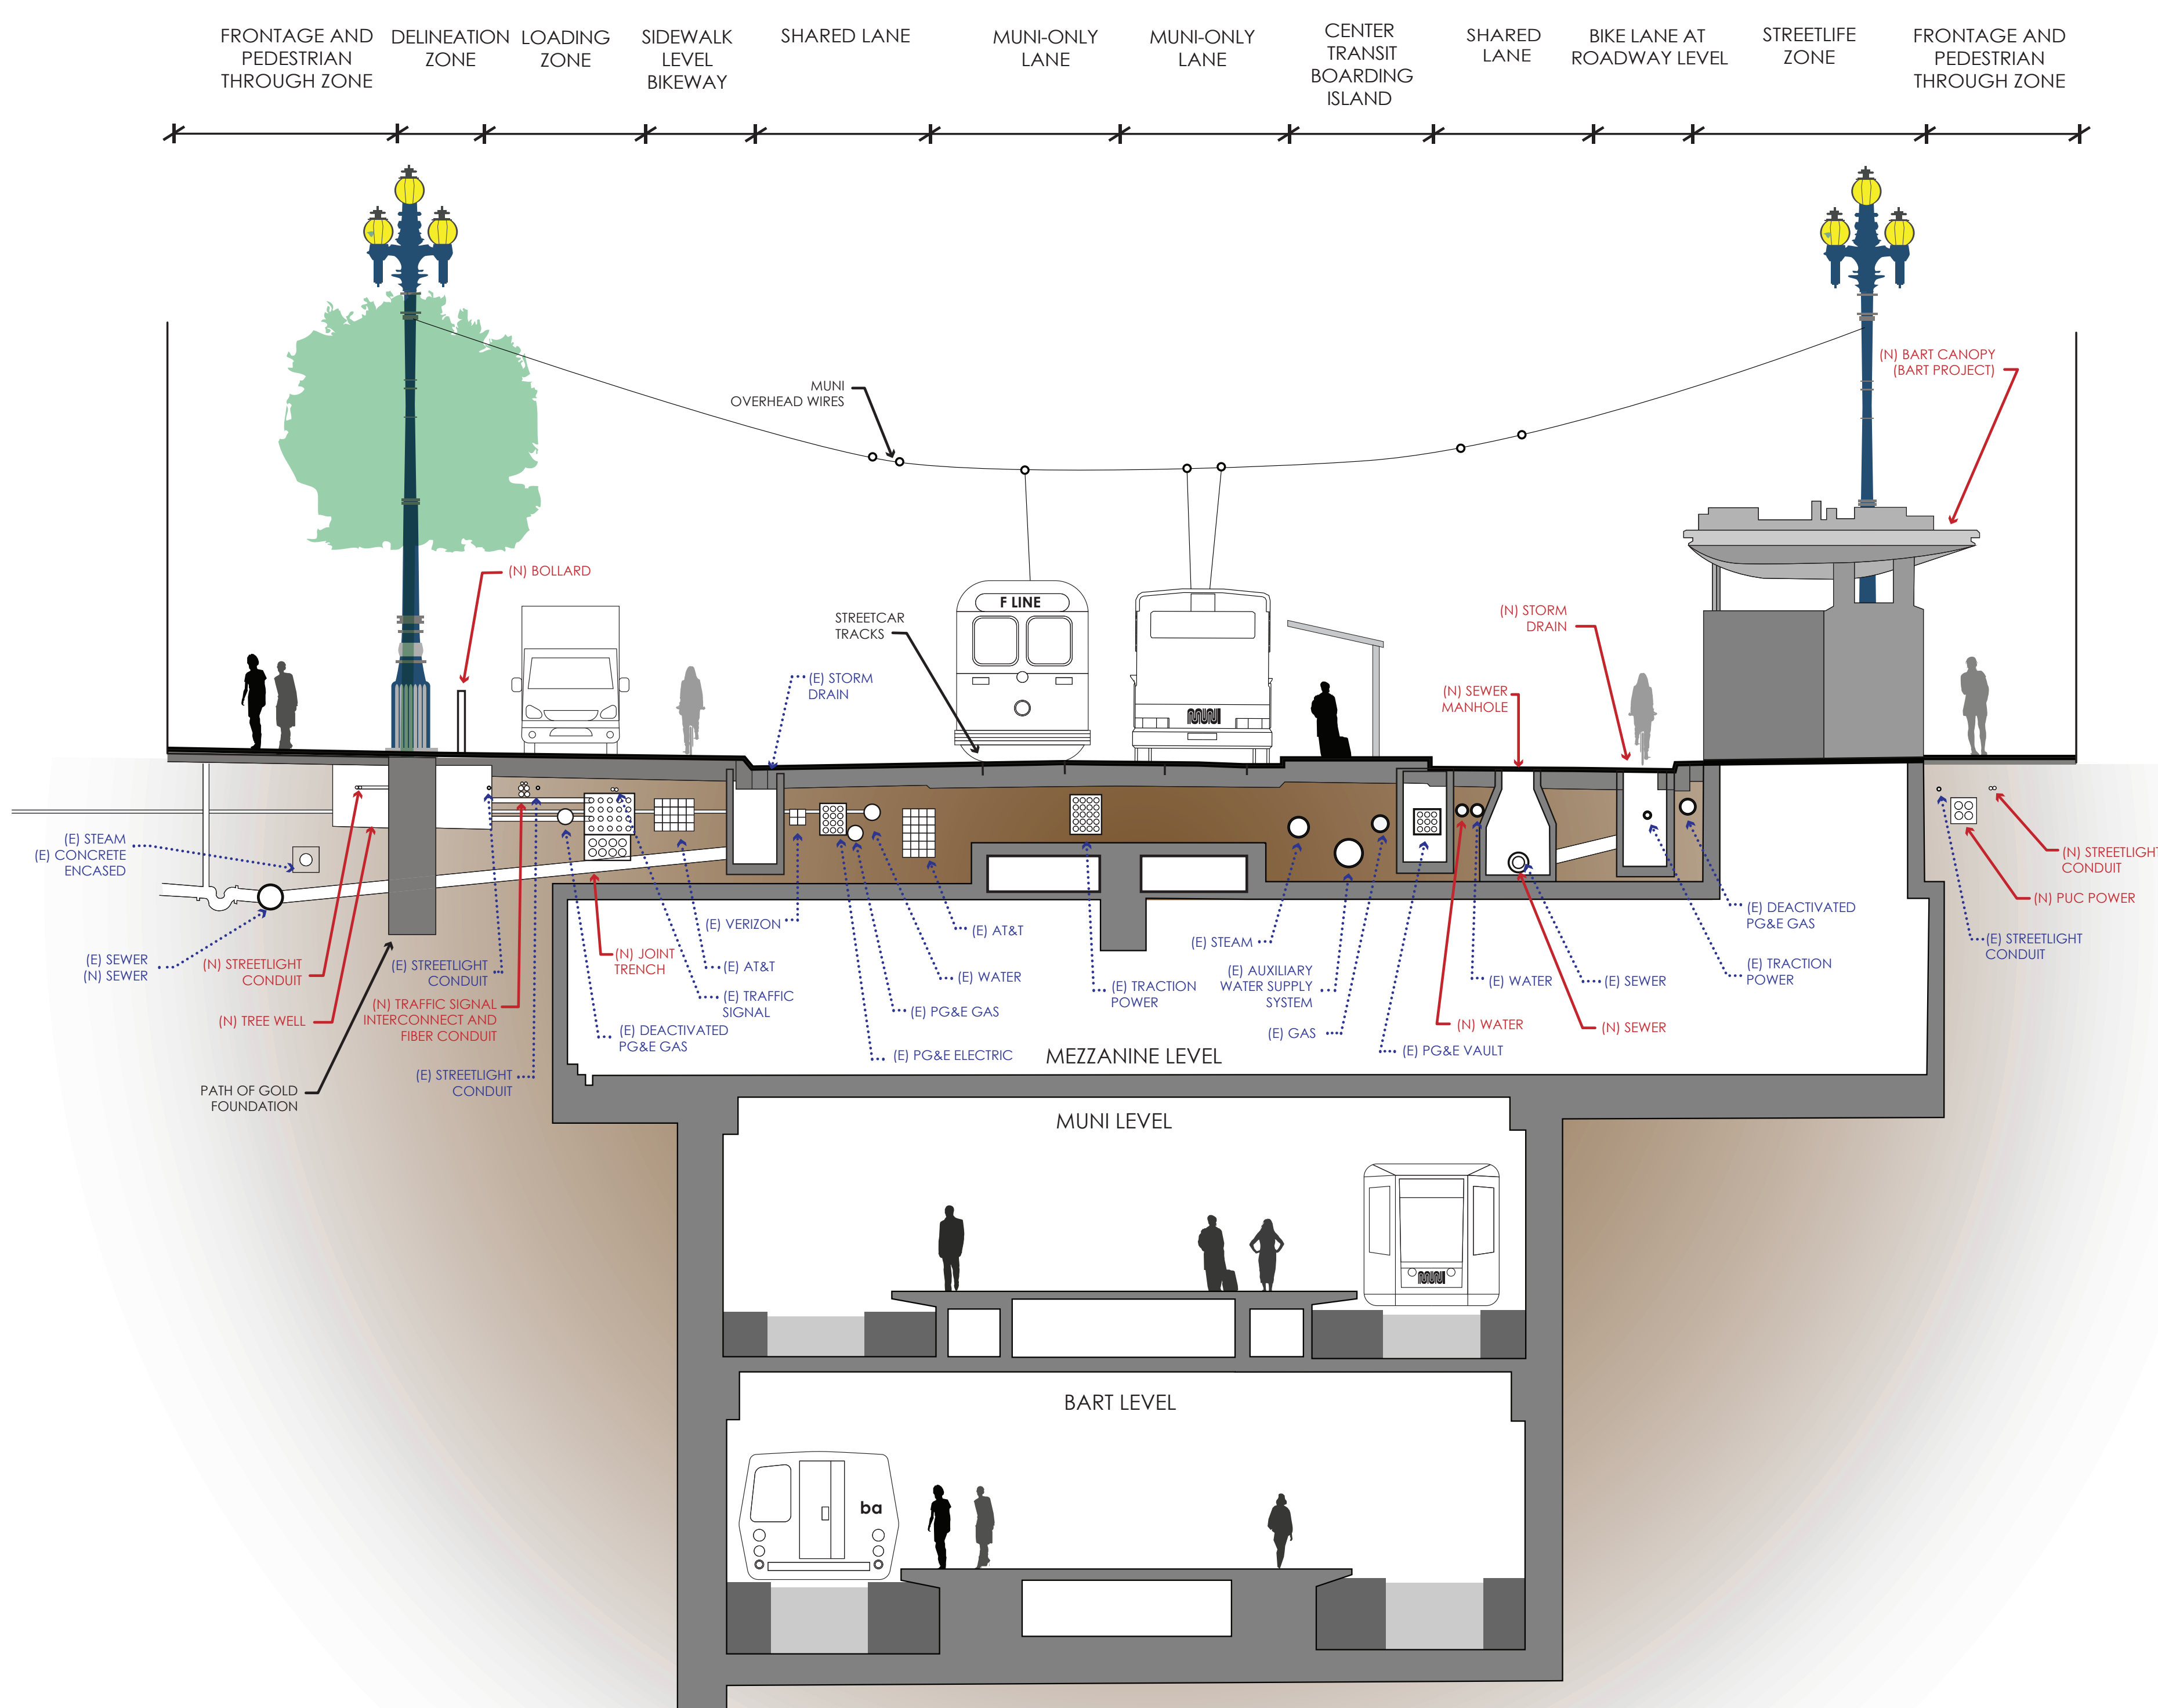 FRONTAGE AND
PEDESTRIAN
THROUGH ZONE
DELINEATION
ZONE
LOADING
ZONE
SIDEWALK
LEVEL
BIKEWAY
SHARED LANE
MUNI-ONLY
LANE
MUNI-ONLY
LANE
CENTER
TRANSIT
BOARDING
ISLAND
SHARED
LANE
BIKE LANE AT
ROADWAY LEVEL
STREETLIFE
ZONE
FRONTAGE AND
PEDESTRIAN
THROUGH ZONE
(N) BART CANOPY
(BART PROJECT)
MUNI
OVERHEAD WIRES
(N) BOLLARD
F LINE
STREETCAR
TRACKS
(N) STORM
DRAIN
(E) STORM
DRAIN
(N) SEWER
MANHOLE
MUNI
(E) STEAM
(E) CONCRETE
ENCASED
(N) STREETLIGHT
CONDUIT
(N) PUC POWER
(E) STREETLIGHT
CONDUIT
(E) SEWER
(N) SEWER
(N) STREETLIGHT
CONDUIT
(N) TREE WELL
PATH OF GOLD
FOUNDATION
(E) STREETLIGHT
CONDUIT
(N) TRAFFIC SIGNAL
INTERCONNECT AND
FIBER CONDUIT
(E) STREETLIGHT
CONDUIT
(N) JOINT
TRENCH
(E) DEACTIVATED
PG&E GAS
(E) VERIZON
(E) AT&T
(E) TRAFFIC
SIGNAL
(E) AT&T
(E) WATER
(E) PG&E GAS
(E) PG&E ELECTRIC
(E) TRACTION
POWER
(E) STEAM
(E) AUXILIARY
WATER SUPPLY
SYSTEM
(E) GAS
(E) PG&E VAULT
(E) WATER
(N) WATER
(E) SEWER
(N) SEWER
(E) DEACTIVATED
PG&E GAS
(E) TRACTION
POWER
MEZZANINE LEVEL
MUNI LEVEL
MUNI
BART LEVEL
ba